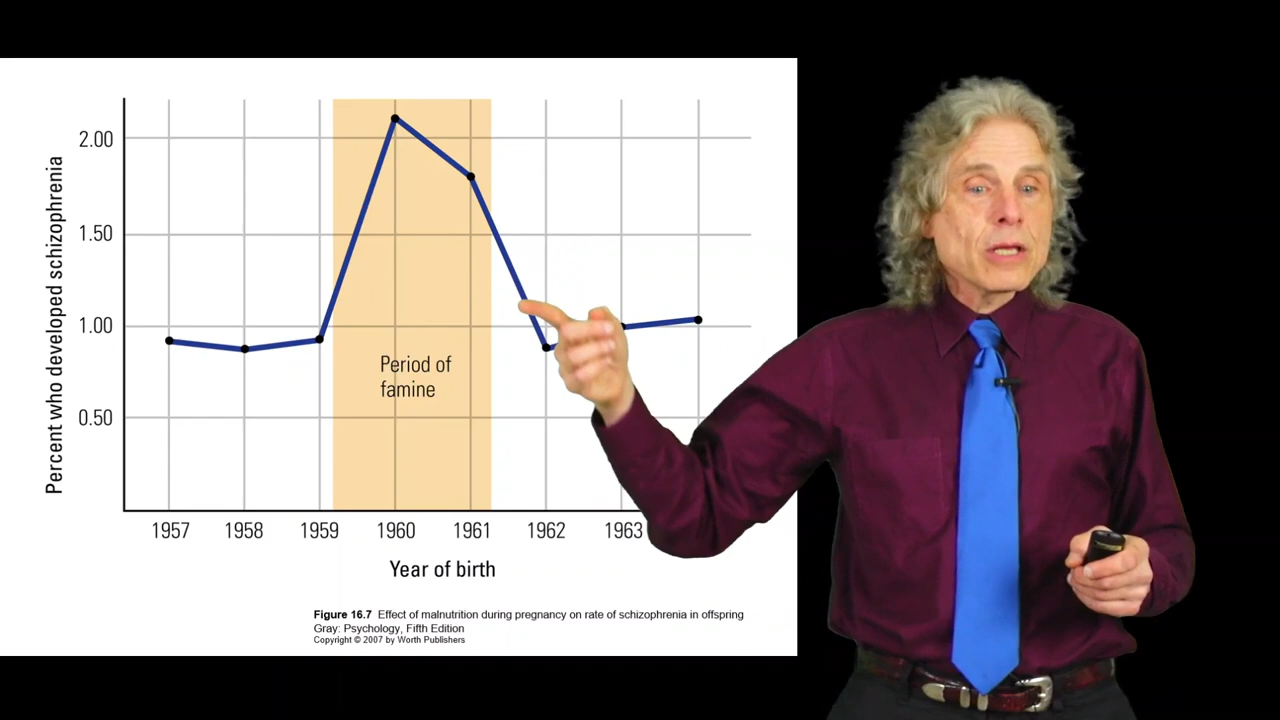 Percent who developed schizophrenia
2.00
1.50
1.00
0.50
Period of
famine
1957 1958 1959 1960 1961 1962 1963
Year of birth
Figure 16.7 Effect of malnutrition during pregnancy on rate of schizophrenia in offspring
Gray: Psychology, Fifth Edition
Copyright © 2007 by Worth Publishers